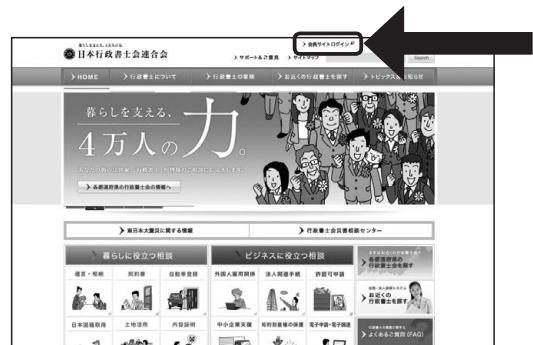 日本行政書士会連合会
会員サイトログイン
サポート&ご意見
サイトマップ
Search
HOME
行政書士について
行政書士の業務
お近くの行政書士を探す
トピックス&
知らせ
暮らしを支える、
4万人の力。
各都道府県の行政書士会の情報へ
東日本大震災に関する情報
行政書士会災害相談センター
暮らしに役立つ相談
ビジネスに役立つ相談
遺言・相続
契約書
自動車登録
外国人雇用関係
法人関連手続
許認可申請
日本国籍取得
土地活用
内容証明
中小企業支援
知的財産権の保護
電子申請・電子調達
各都道府県の
行政書士会を探す
お近くの
行政書士を探す
よくあるご質問 (FAQ)